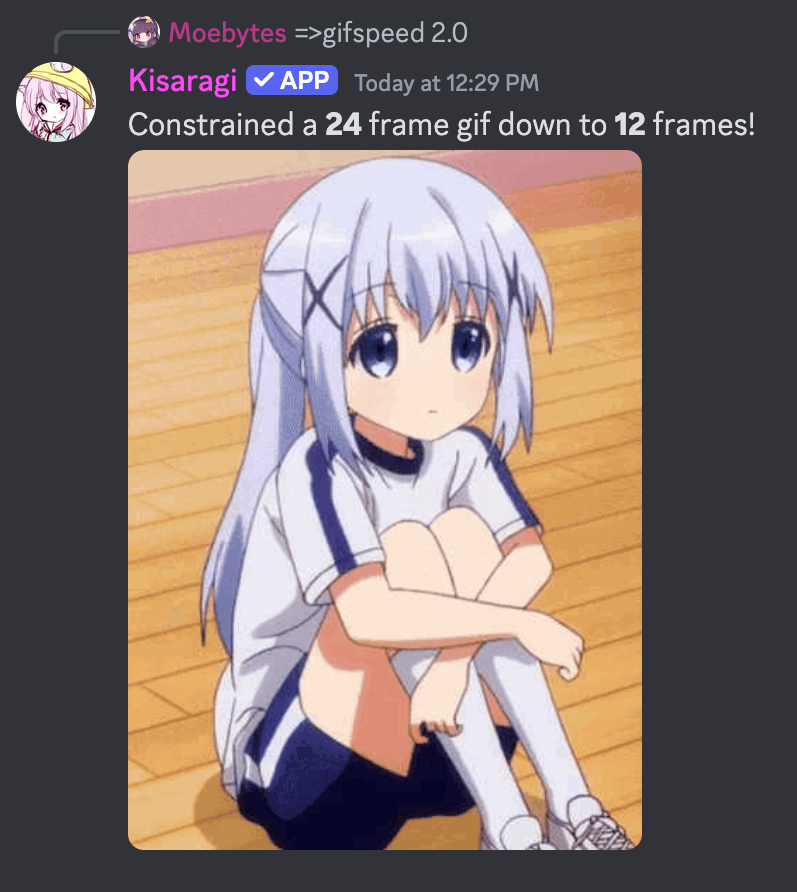 Moebytes =>gifspeed 2.0
Kisaragi ✓ APP Today at 12:29 PM
Constrained a 24 frame gif down to 12 frames!